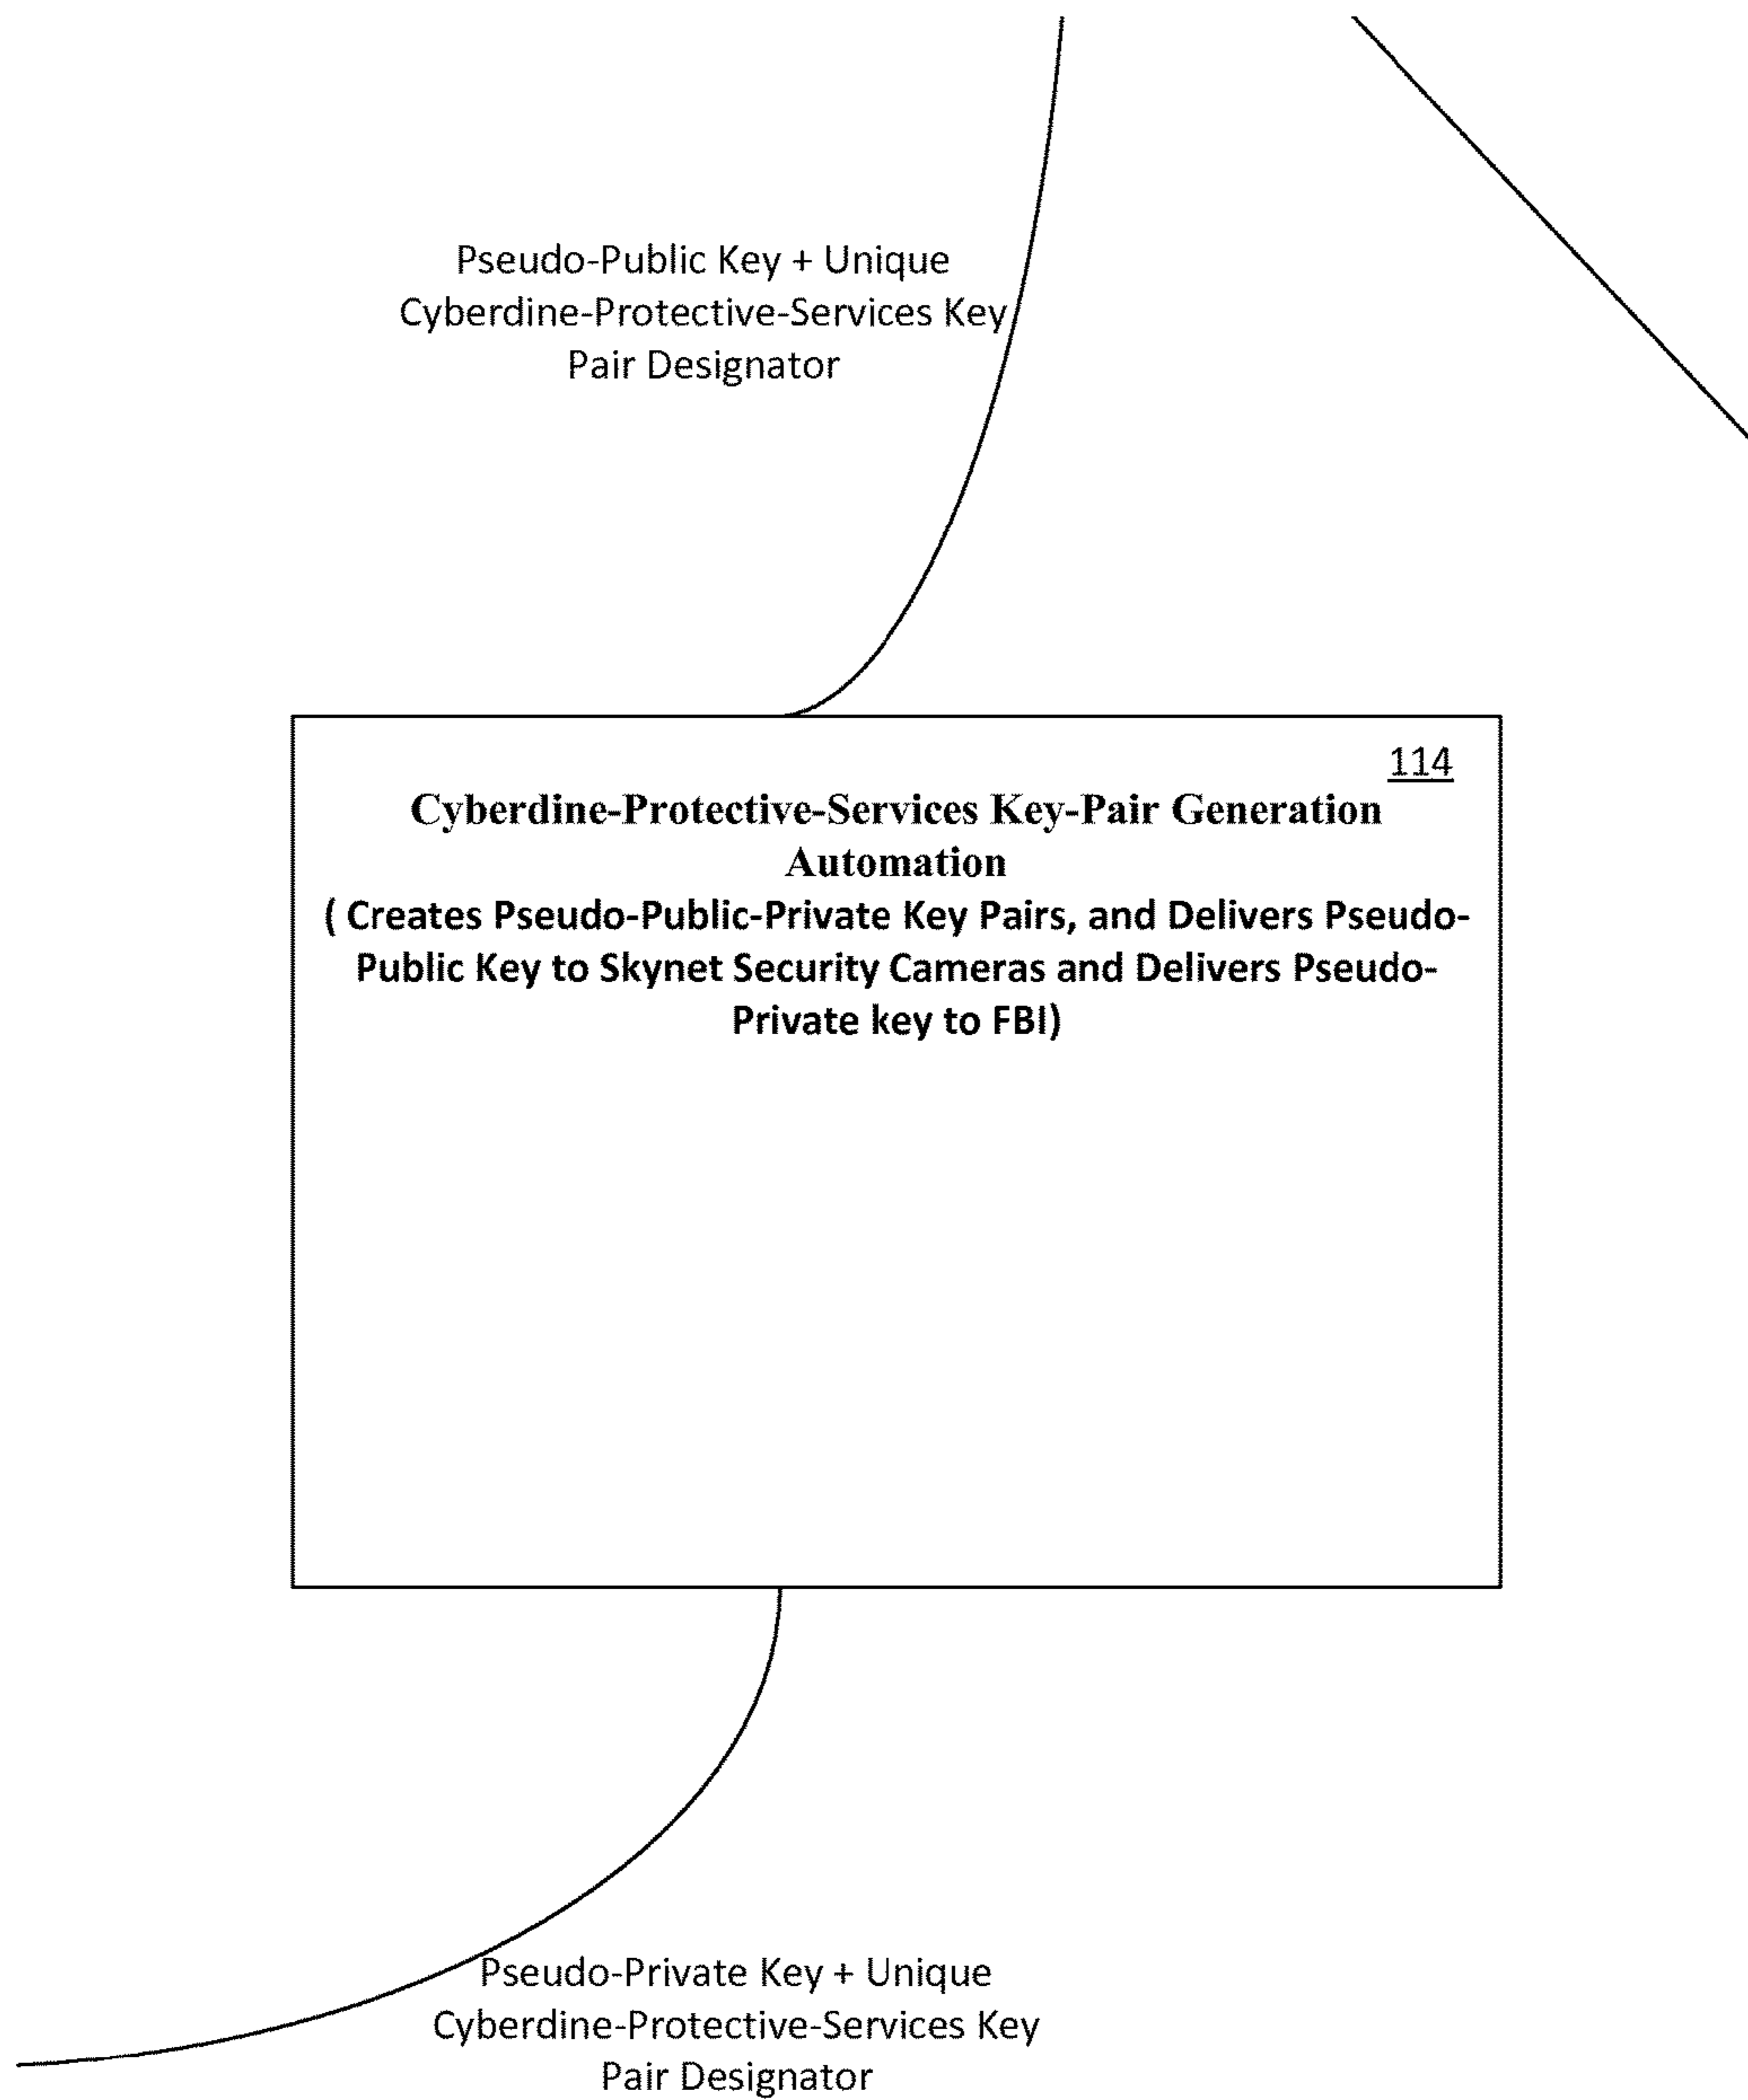 Pseudo-Public Key + Unique
Cyberdine-Protective-Services Key
Pair Designator
114
Cyberdine-Protective-Services Key-Pair Generation
Automation
( Creates Pseudo-Public-Private Key Pairs, and Delivers Pseudo-
Public Key to Skynet Security Cameras and Delivers Pseudo-
Private key to FBI)
Pseudo-Private Key + Unique
Cyberdine-Protective-Services Key
Pair Designator